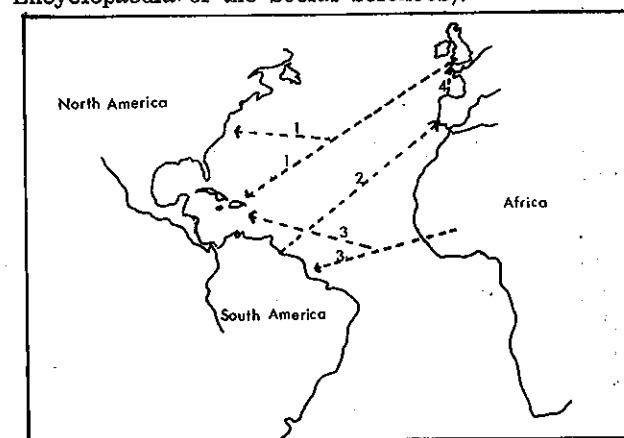 Encyclopaedia of the Social Sciences).
North America
4
1
1
2
Africa
3
3
South America